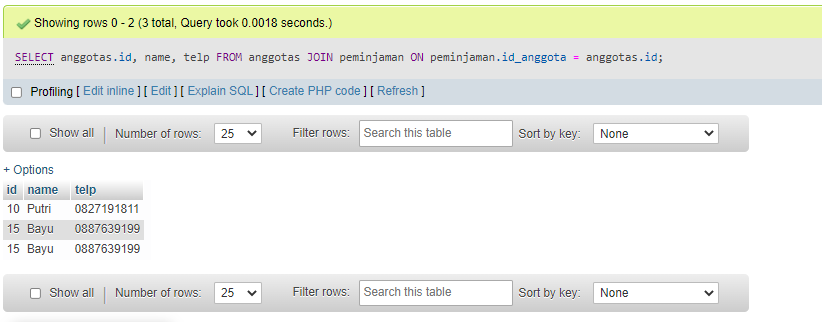 Showing rows 0 - 2 (3 total, Query took 0.0018 seconds.)
SELECT anggotas.id, name, telp FROM anggotas JOIN peminjaman ON peminjaman.id_anggota = anggotas.id;
Profiling [ Edit inline ] [ Edit ] [ Explain SQL ] [ Create PHP code ] [ Refresh ]
Show all | Number of rows: 25 Filter rows: Search this table Sort by key: None
+ Options
id name telp
10 Putri 0827191811
15 Bayu 0887639199
15 Bayu 0887639199
Show all | Number of rows: 25 Filter rows: Search this table Sort by key: None